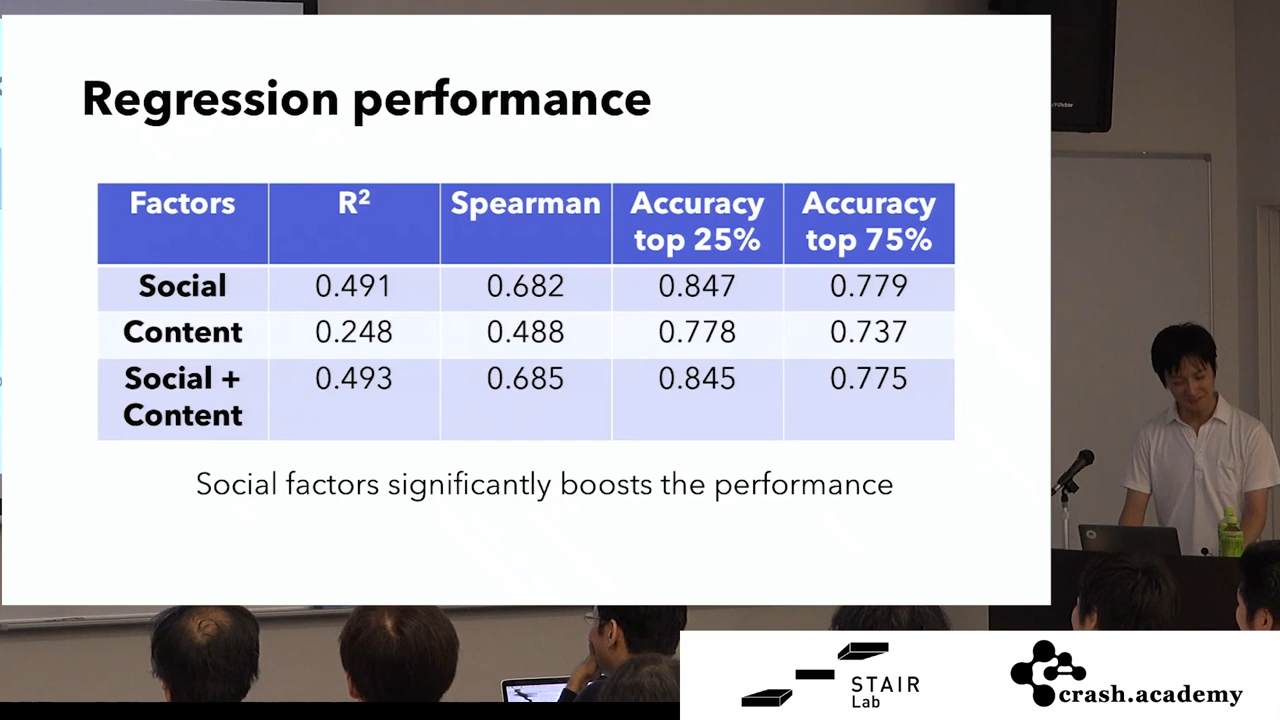 Regression performance
Factors R² Spearman Accuracy top 25% Accuracy top 75%
Social 0.491 0.682 0.847 0.779
Content 0.248 0.488 0.778 0.737
Social + Content 0.493 0.685 0.845 0.775
Social factors significantly boosts the performance
STAIR
Lab
crash.academy